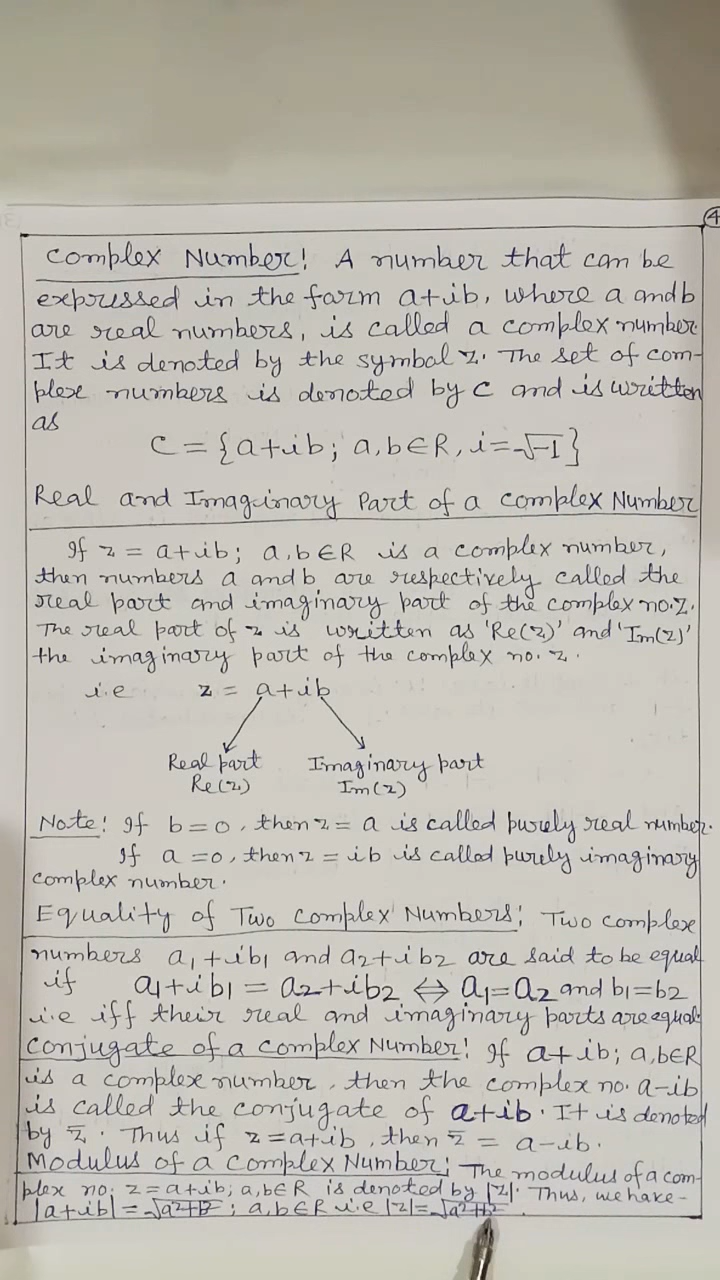 4
Complex Number: A number that can be
expressed in the form a+ib, where a and b
are real numbers, is called a complex number.
It is denoted by the symbol z. The set of com-
plex numbers is denoted by C and is written
as
C = {a+ib; a,b∈R, i=√-1}
Real and Imaginary Part of a Complex Number
If z = a+ib; a,b∈R is a complex number,
then numbers a and b are respectively called the
real part and imaginary part of the complex no. z.
The real part of z is written as 'Re(z)' and 'Im(z)'
the imaginary part of the complex no. z.
i.e z = a+ib
Real part Imaginary part
Re(z) Im(z)
Note: If b=0, then z=a is called purely real number.
If a=0, then z=ib is called purely imaginary
complex number.
Equality of Two Complex Numbers: Two complex
numbers a₁+ib₁ and a₂+ib₂ are said to be equal
if a₁+ib₁ = a₂+ib₂ ⇔ a₁=a₂ and b₁=b₂
i.e iff their real and imaginary parts are equal.
Conjugate of a Complex Number: If a+ib; a,b∈R
is a complex number, then the complex no. a-ib
is called the conjugate of a+ib. It is denoted
by z̄. Thus if z=a+ib, then z̄ = a-ib.
Modulus of a Complex Number: The modulus of a com-
plex no. z=a+ib; a,b∈R is denoted by |z|. Thus, we have-
|a+ib|=√a²+b²; a,b∈R i.e |z|=√a²+b².